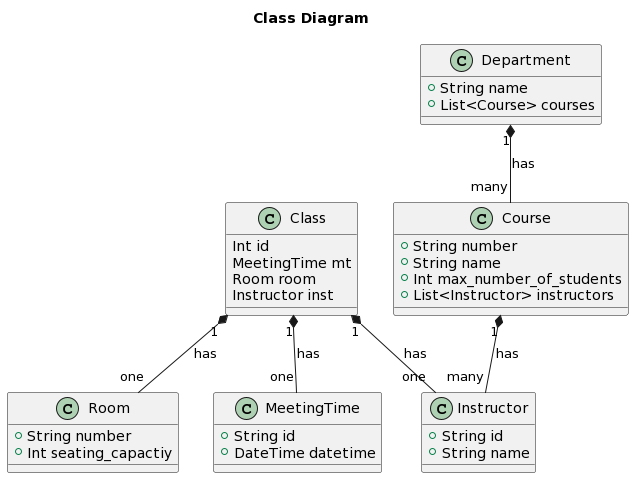 Class Diagram
C Department
String name
List<Course> courses
1
has
many
C Class
Int id
MeetingTime mt
Room room
Instructor inst
C Course
String number
String name
Int max_number_of_students
List<Instructor> instructors
1
has
one
1
has
one
1
has
one
1
has
many
C Room
String number
Int seating_capactiy
C MeetingTime
String id
DateTime datetime
C Instructor
String id
String name